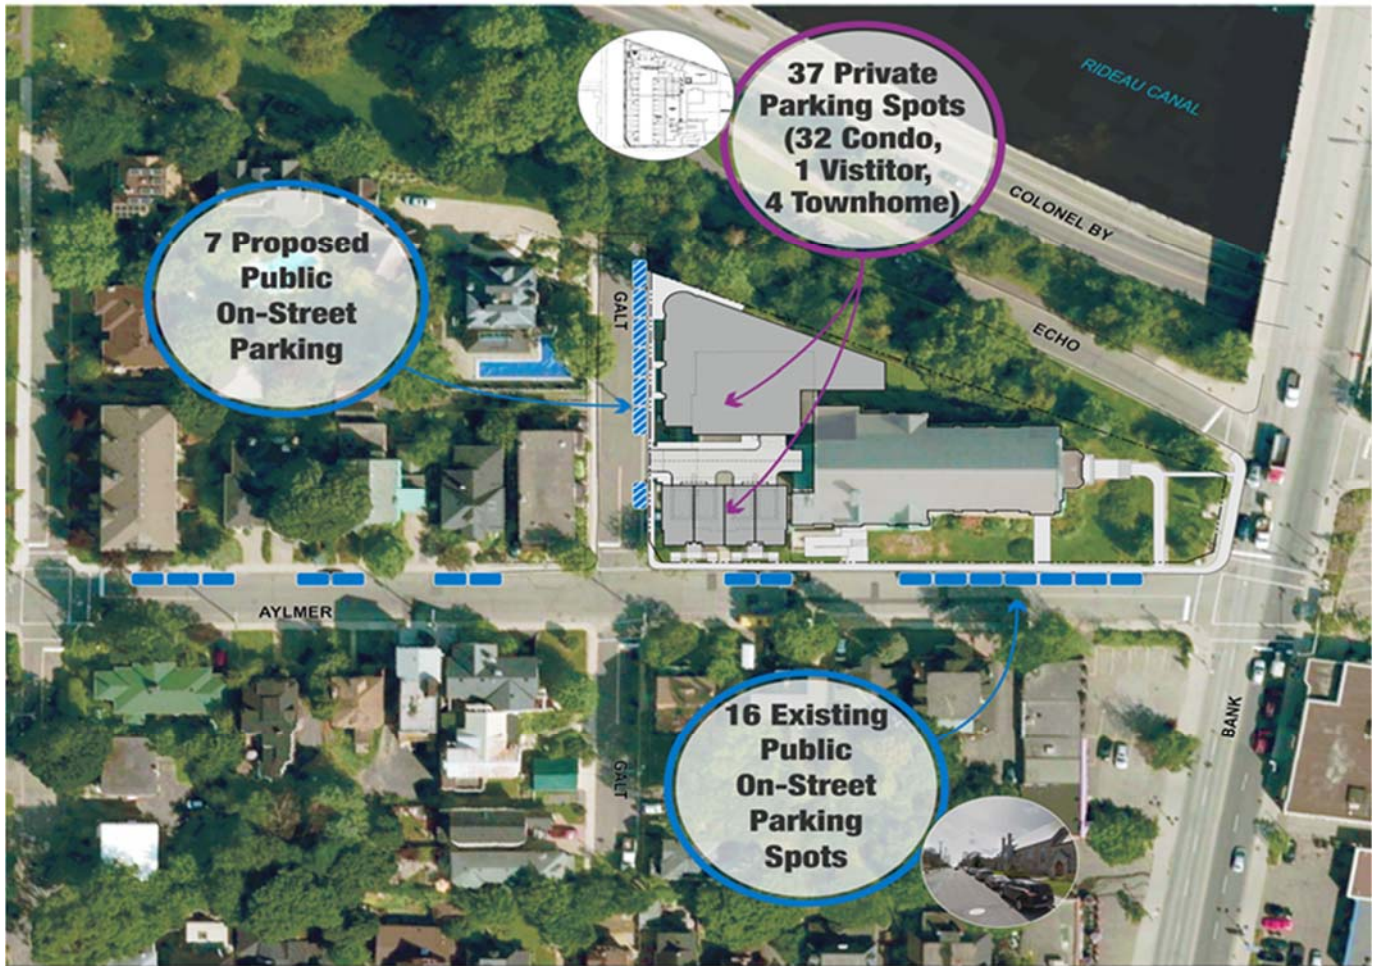 RIDEAU CANAL
37 Private
Parking Spots
(32 Condo,
1 Vistitor,
4 Townhome)
COLONEL BY
7 Proposed
Public
On-Street
Parking
GALT
ECHO
AYLMER
16 Existing
Public
On-Street
Parking
Spots
BANK
GALT